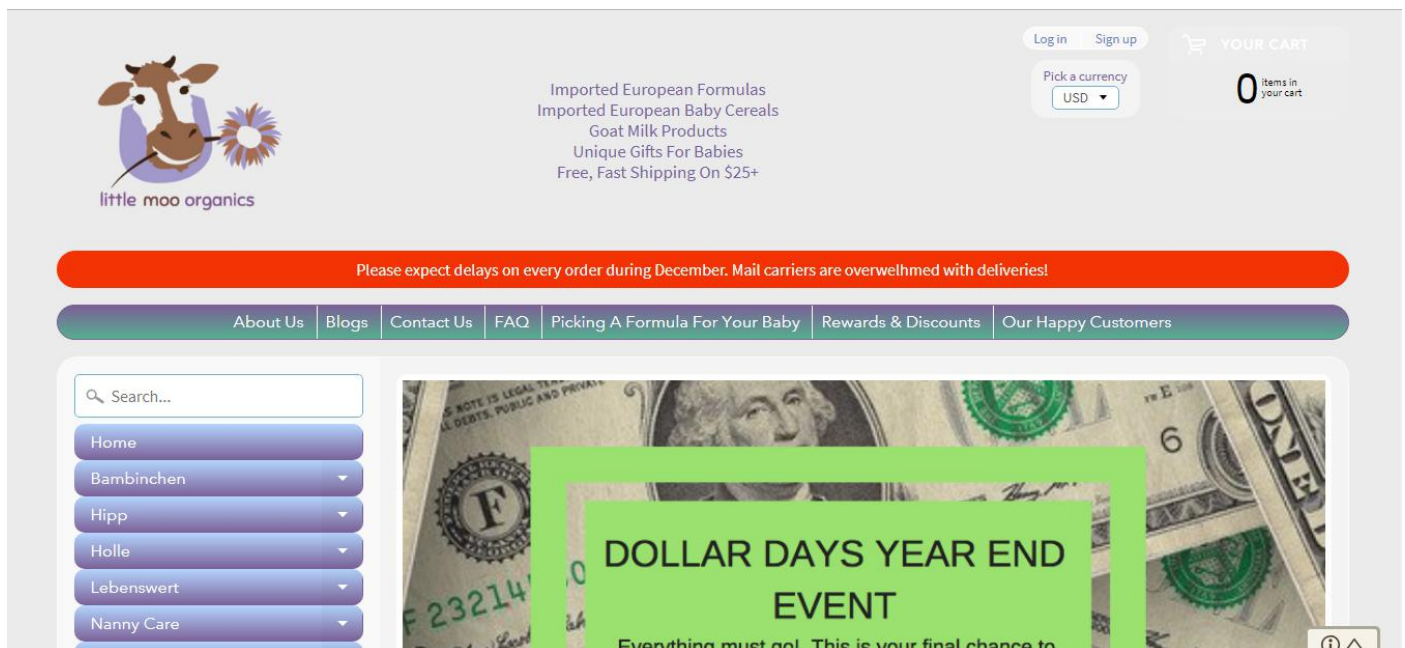 Log in Sign up
YOUR CART
Pick a currency
USD
0 items in your cart
little moo organics
Imported European Formulas
Imported European Baby Cereals
Goat Milk Products
Unique Gifts For Babies
Free, Fast Shipping On $25+
Please expect delays on every order during December. Mail carriers are overwelhmed with deliveries!
About Us Blogs Contact Us FAQ Picking A Formula For Your Baby Rewards & Discounts Our Happy Customers
Search...
Home
Bambinchen
Hipp
Holle
Lebenswert
Nanny Care
DOLLAR DAYS YEAR END
EVENT
Everything must go! This is your final chance to